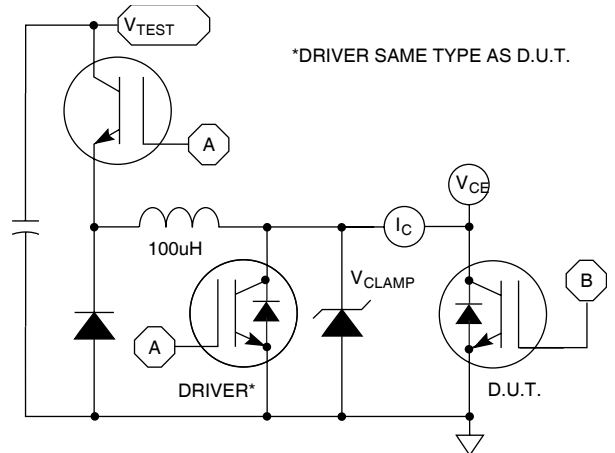 V_TEST
*DRIVER SAME TYPE AS D.U.T.
A
V_CE
I_C
100uH
V_CLAMP
B
A
DRIVER*
D.U.T.